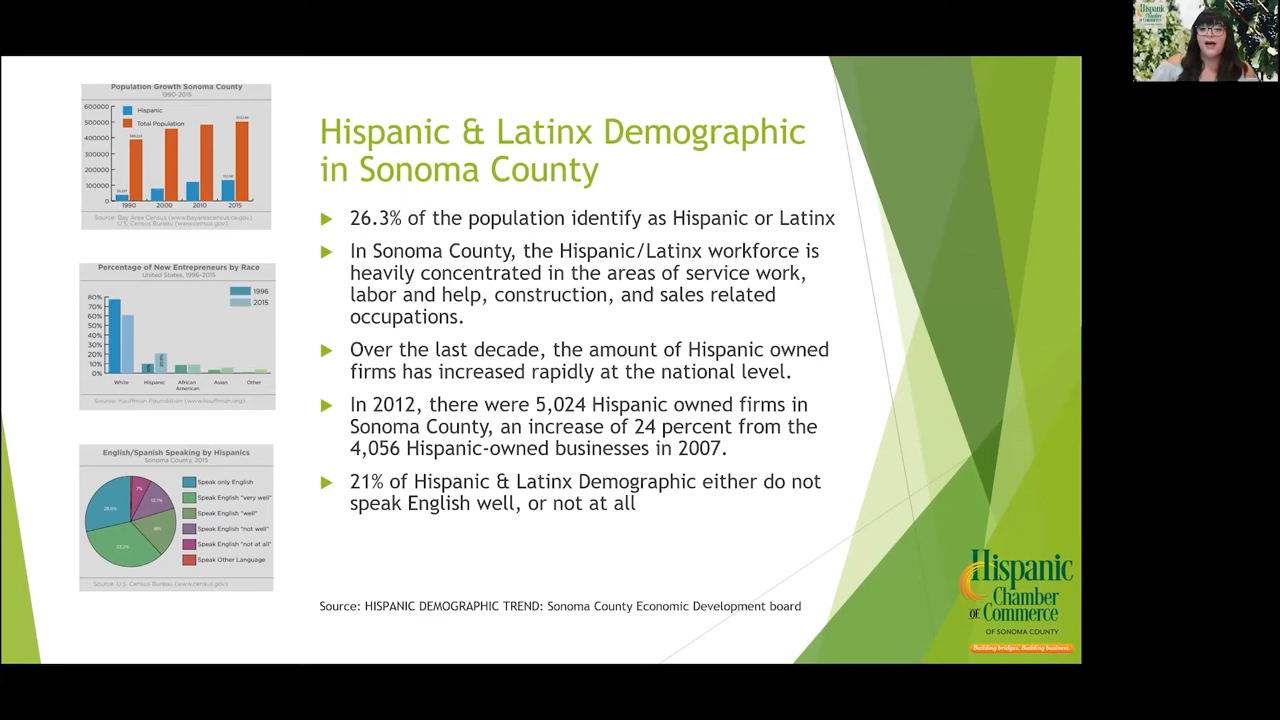 Hispanic
Chamber
of Commerce
Population Growth Sonoma County
1990-2015
600000
500000
400000
300000
200000
100000
0
Hispanic
Total Population
1990
2000
2010
2015
Source: Bay Area Census (www.bayareacensus.ca.gov)
U.S. Census Bureau (www.census.gov)
Percentage of New Entrepreneurs by Race
United States, 1996-2015
1996
2015
80%
70%
60%
50%
40%
30%
20%
10%
0%
White
Hispanic
African
American
Asian
Other
Source: Kauffman Foundation (www.kauffman.org)
English/Spanish Speaking by Hispanics
Sonoma County, 2015
7%
12.7%
Speak only English
Speak English "very well"
Speak English "well"
Speak English "not well"
Speak English "not at all"
Speak Other Language
Source: U.S. Census Bureau (www.census.gov)
Hispanic & Latinx Demographic
in Sonoma County
26.3% of the population identify as Hispanic or Latinx
In Sonoma County, the Hispanic/Latinx workforce is
heavily concentrated in the areas of service work,
labor and help, construction, and sales related
occupations.
Over the last decade, the amount of Hispanic owned
firms has increased rapidly at the national level.
In 2012, there were 5,024 Hispanic owned firms in
Sonoma County, an increase of 24 percent from the
4,056 Hispanic-owned businesses in 2007.
21% of Hispanic & Latinx Demographic either do not
speak English well, or not at all
Source: HISPANIC DEMOGRAPHIC TREND: Sonoma County Economic Development board
Hispanic
Chamber
OF Commerce
OF SONOMA COUNTY
Building bridges. Building business.